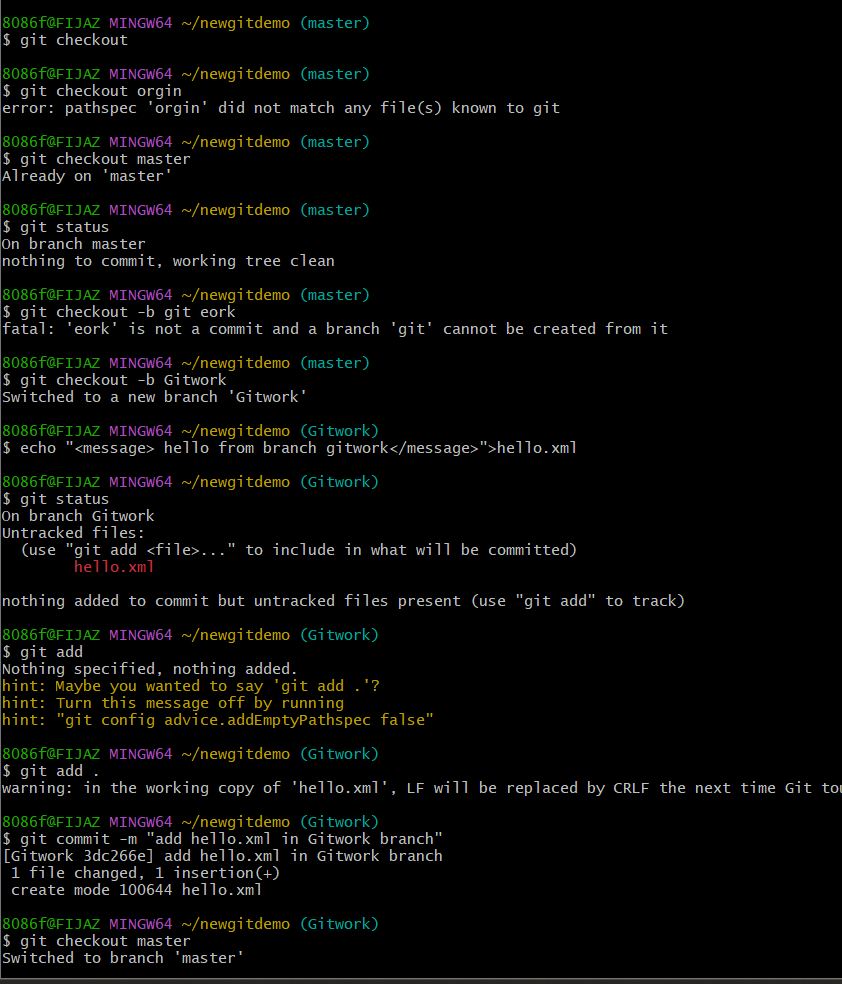 8086f@FIJAZ MINGW64 ~/newgitdemo (master)
$ git checkout
8086f@FIJAZ MINGW64 ~/newgitdemo (master)
$ git checkout orgin
error: pathspec 'orgin' did not match any file(s) known to git
8086f@FIJAZ MINGW64 ~/newgitdemo (master)
$ git checkout master
Already on 'master'
8086f@FIJAZ MINGW64 ~/newgitdemo (master)
$ git status
On branch master
nothing to commit, working tree clean
8086f@FIJAZ MINGW64 ~/newgitdemo (master)
$ git checkout -b git eork
fatal: 'eork' is not a commit and a branch 'git' cannot be created from it
8086f@FIJAZ MINGW64 ~/newgitdemo (master)
$ git checkout -b Gitwork
Switched to a new branch 'Gitwork'
8086f@FIJAZ MINGW64 ~/newgitdemo (Gitwork)
$ echo "<message> hello from branch gitwork</message>">hello.xml
8086f@FIJAZ MINGW64 ~/newgitdemo (Gitwork)
$ git status
On branch Gitwork
Untracked files:
  (use "git add <file>..." to include in what will be committed)
        hello.xml
nothing added to commit but untracked files present (use "git add" to track)
8086f@FIJAZ MINGW64 ~/newgitdemo (Gitwork)
$ git add
Nothing specified, nothing added.
hint: Maybe you wanted to say 'git add .'?
hint: Turn this message off by running
hint: "git config advice.addEmptyPathspec false"
8086f@FIJAZ MINGW64 ~/newgitdemo (Gitwork)
$ git add .
warning: in the working copy of 'hello.xml', LF will be replaced by CRLF the next time Git tou
8086f@FIJAZ MINGW64 ~/newgitdemo (Gitwork)
$ git commit -m "add hello.xml in Gitwork branch"
[Gitwork 3dc266e] add hello.xml in Gitwork branch
 1 file changed, 1 insertion(+)
 create mode 100644 hello.xml
8086f@FIJAZ MINGW64 ~/newgitdemo (Gitwork)
$ git checkout master
Switched to branch 'master'